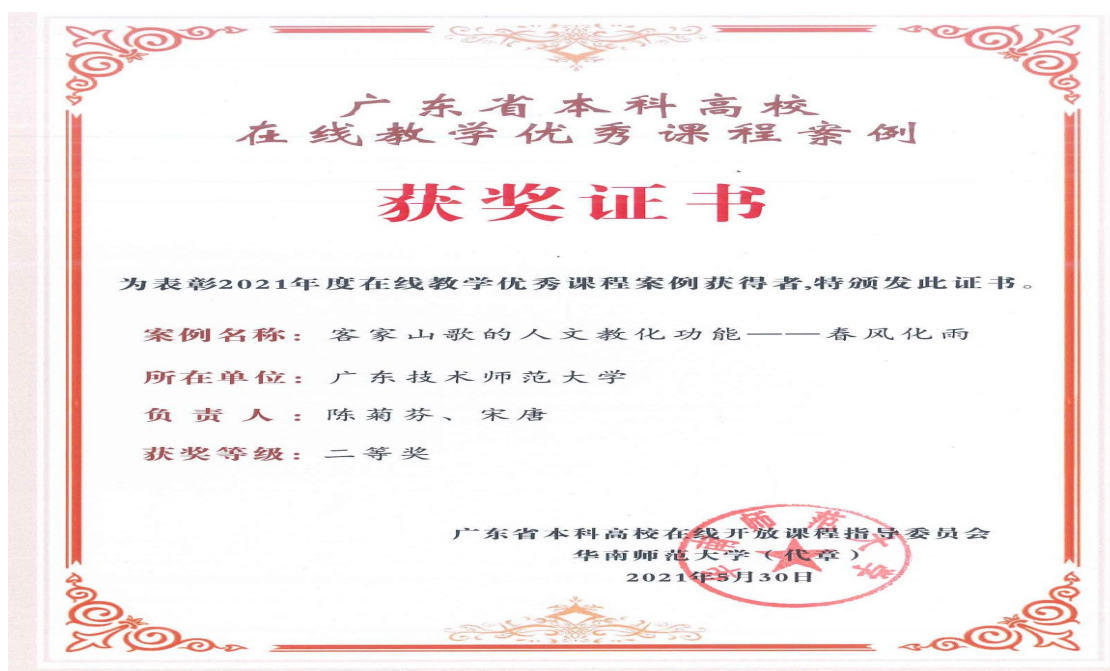 广东省本科高校
在线教学优秀课程案例
获奖证书
为表彰2021年度在线教学优秀课程案例获得者,特颁发此证书。
案例名称：客家山歌的人文教化功能——春风化雨
所在单位：广东技术师范大学
负责人：陈菊芬、宋唐
获奖等级：二等奖
广东省本科高校在线开放课程指导委员会
华南师范大学（代章）
2021年5月30日
华南师范大学